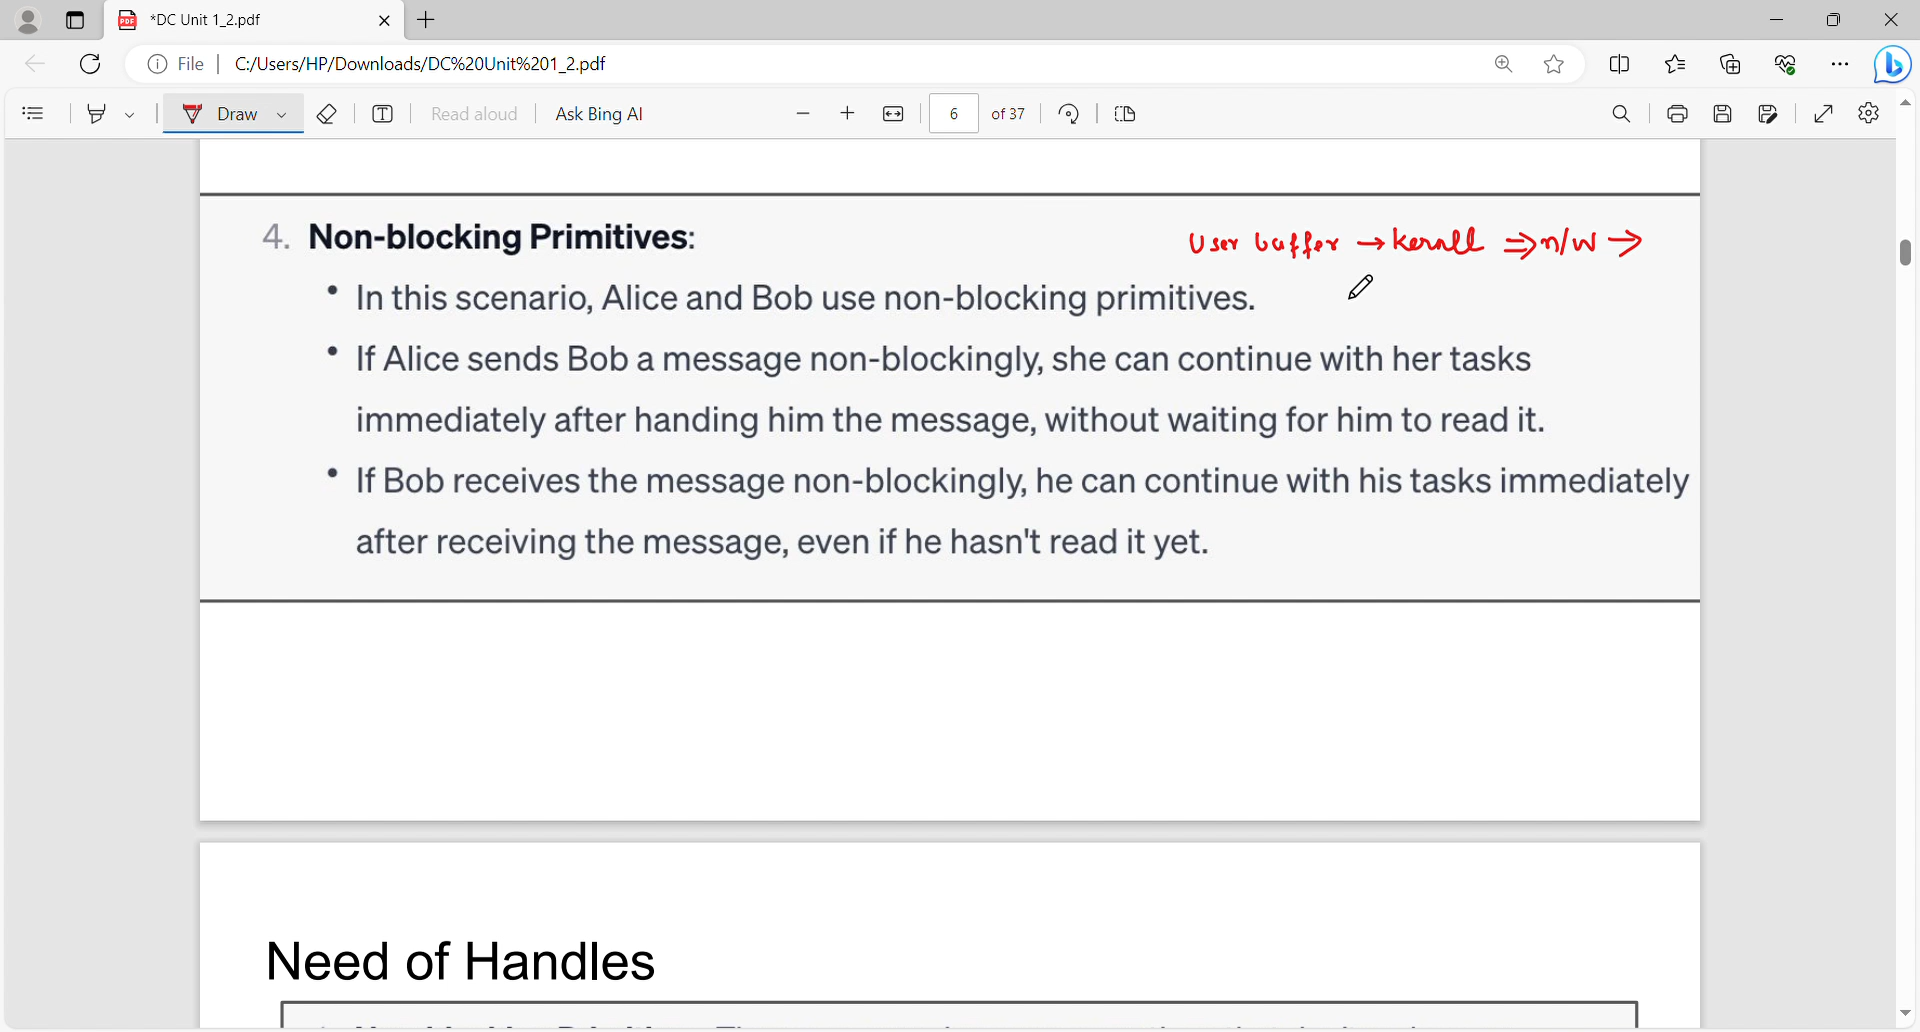 *DC Unit 1_2.pdf
File | C:/Users/HP/Downloads/DC%20Unit%201_2.pdf
Draw Read aloud Ask Bing AI 6 of 37
4. Non-blocking Primitives:
User buffer → kernall ⇒ n/w →
• In this scenario, Alice and Bob use non-blocking primitives.
• If Alice sends Bob a message non-blockingly, she can continue with her tasks
immediately after handing him the message, without waiting for him to read it.
• If Bob receives the message non-blockingly, he can continue with his tasks immediately
after receiving the message, even if he hasn't read it yet.
Need of Handles